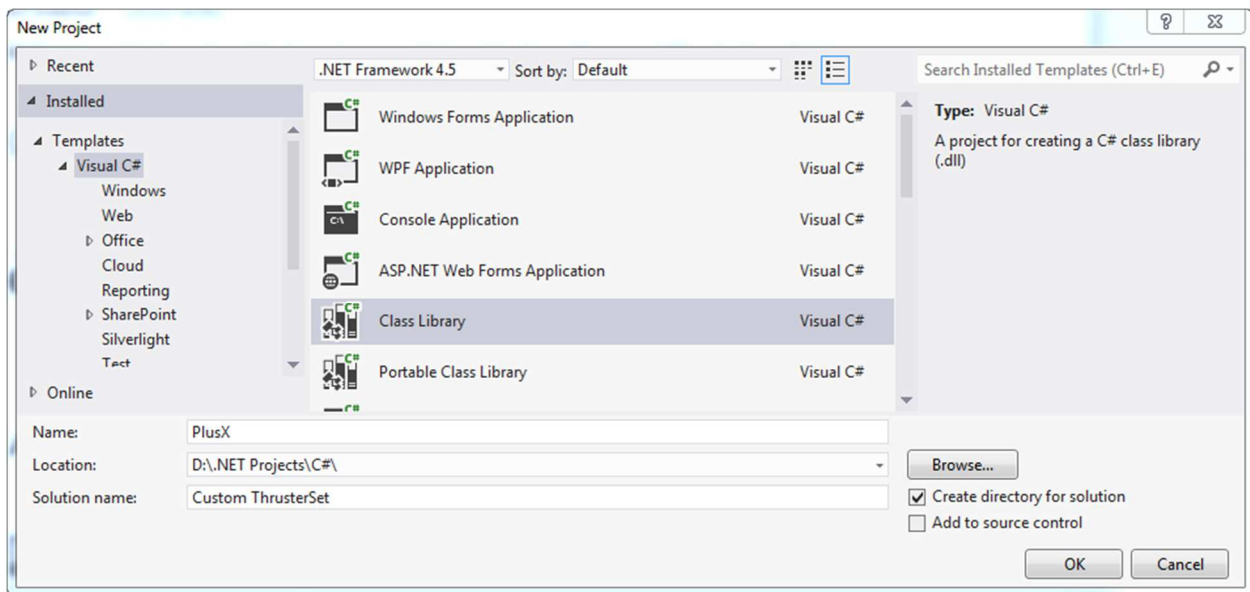 New Project
Recent
.NET Framework 4.5
Sort by: Default
Search Installed Templates (Ctrl+E)
Installed
Templates
Visual C#
Windows
Web
Office
Cloud
Reporting
SharePoint
Silverlight
Test
Online
C#
Windows Forms Application Visual C#
C#
WPF Application Visual C#
C#
C:\
Console Application Visual C#
C#
ASP.NET Web Forms Application Visual C#
C#
Class Library Visual C#
C#
Portable Class Library Visual C#
C#
Type: Visual C#
A project for creating a C# class library
(.dll)
Name: PlusX
Location: D:\.NET Projects\C#\
Browse...
Solution name: Custom ThrusterSet
Create directory for solution
Add to source control
OK Cancel